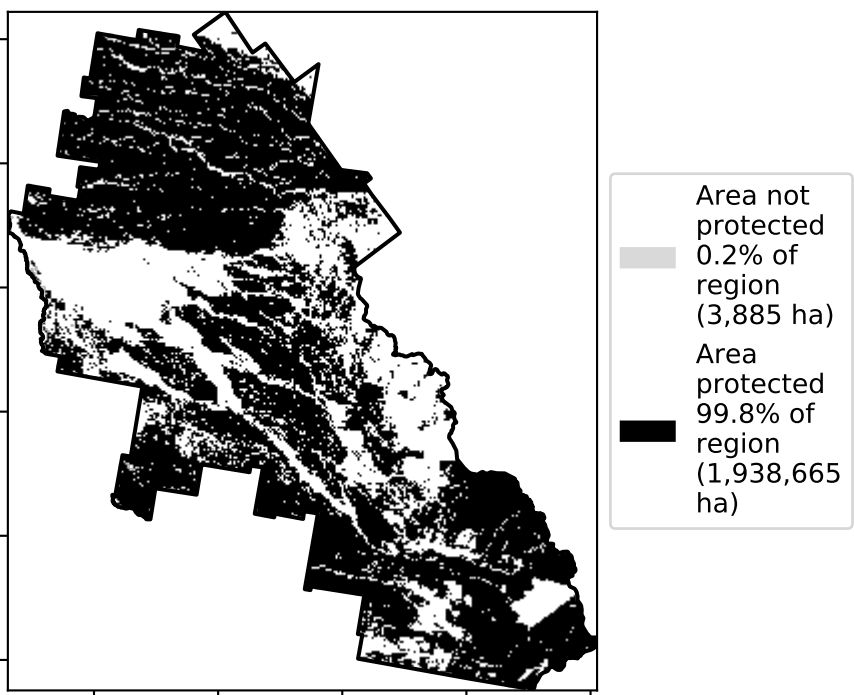 Area not
protected
0.2% of
region
(3,885 ha)
Area
protected
99.8% of
region
(1,938,665
ha)